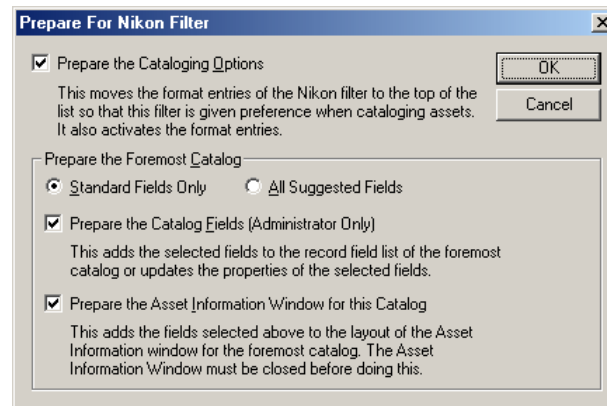 Prepare For Nikon Filter
Prepare the Cataloging Options
OK
This moves the format entries of the Nikon filter to the top of the
list so that this filter is given preference when cataloging assets.
It also activates the format entries.
Cancel
Prepare the Foremost Catalog
Standard Fields Only
All Suggested Fields
Prepare the Catalog Fields (Administrator Only)
This adds the selected fields to the record field list of the foremost
catalog or updates the properties of the selected fields.
Prepare the Asset Information Window for this Catalog
This adds the fields selected above to the layout of the Asset
Information window for the foremost catalog. The Asset
Information Window must be closed before doing this.